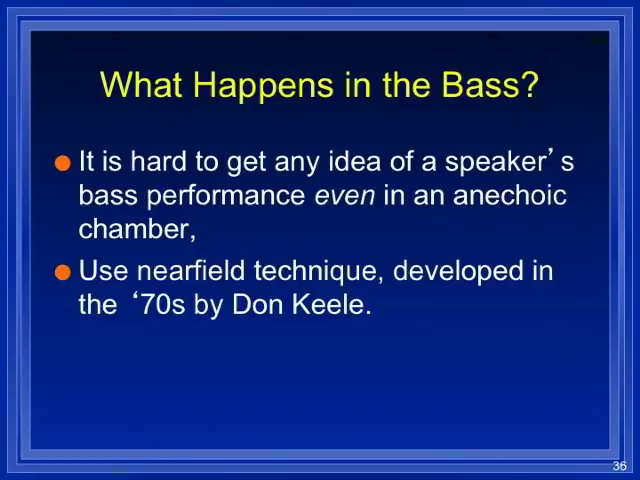 What Happens in the Bass?
It is hard to get any idea of a speaker’s
bass performance even in an anechoic
chamber,
Use nearfield technique, developed in
the ‘70s by Don Keele.
36